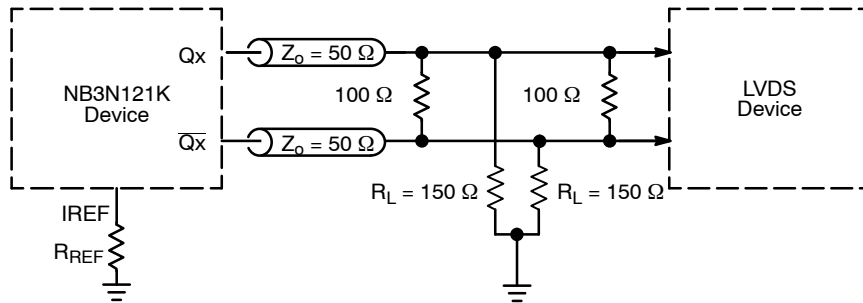 NB3N121K
Device
Qx
Z₀ = 50 Ω
Q̅x̅
Z₀ = 50 Ω
100 Ω
100 Ω
R_L = 150 Ω
R_L = 150 Ω
LVDS
Device
IREF
R_REF